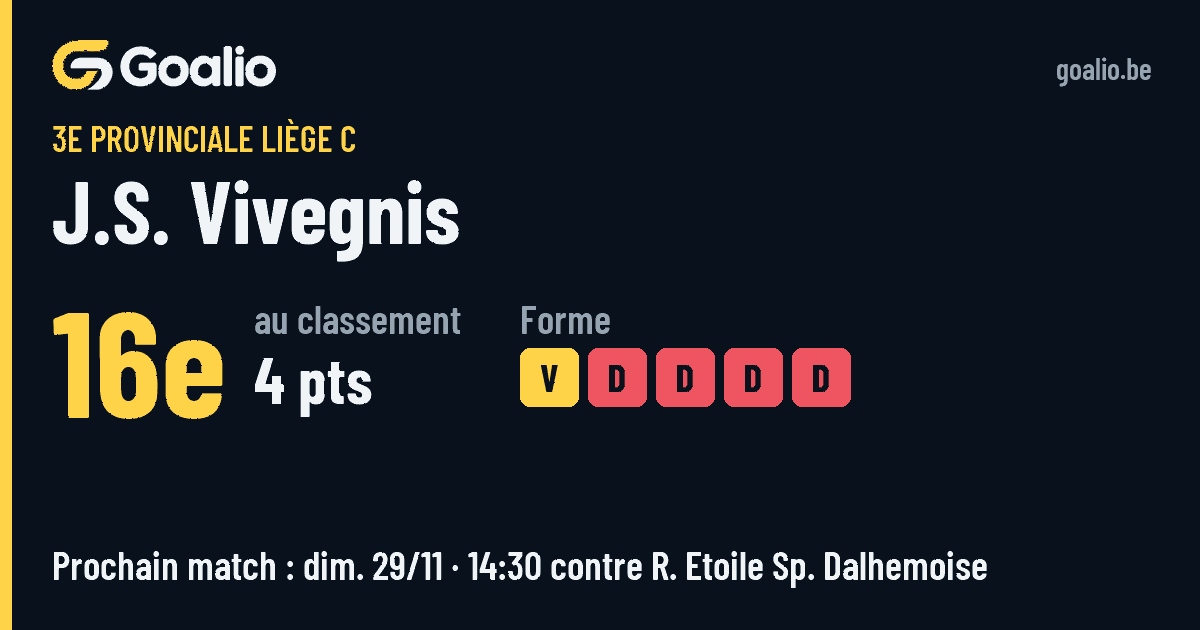 Goalio
goalio.be
3E PROVINCIALE LIÈGE C
J.S. Vivegnis
16e
au classement
4 pts
Forme
V D D D D
Prochain match : dim. 29/11 · 14:30 contre R. Etoile Sp. Dalhemoise